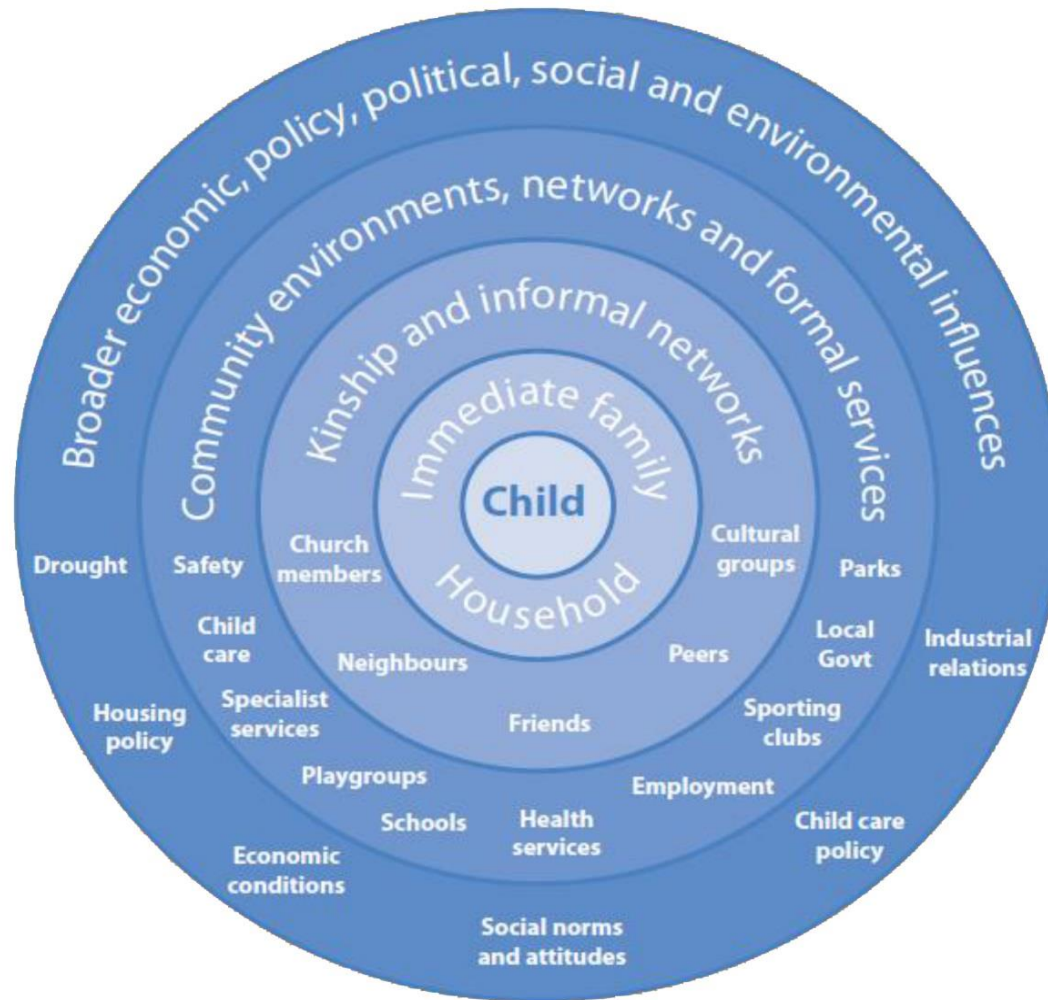 Broader economic, policy, political, social and environmental influences
Community environments, networks and formal services
Kinship and informal networks
Immediate family
Child
Household
Church
members
Cultural
groups
Neighbours
Peers
Friends
Safety
Parks
Child
care
Local
Govt
Specialist
services
Sporting
clubs
Playgroups
Employment
Schools
Health
services
Drought
Industrial
relations
Housing
policy
Child care
policy
Economic
conditions
Social norms
and attitudes